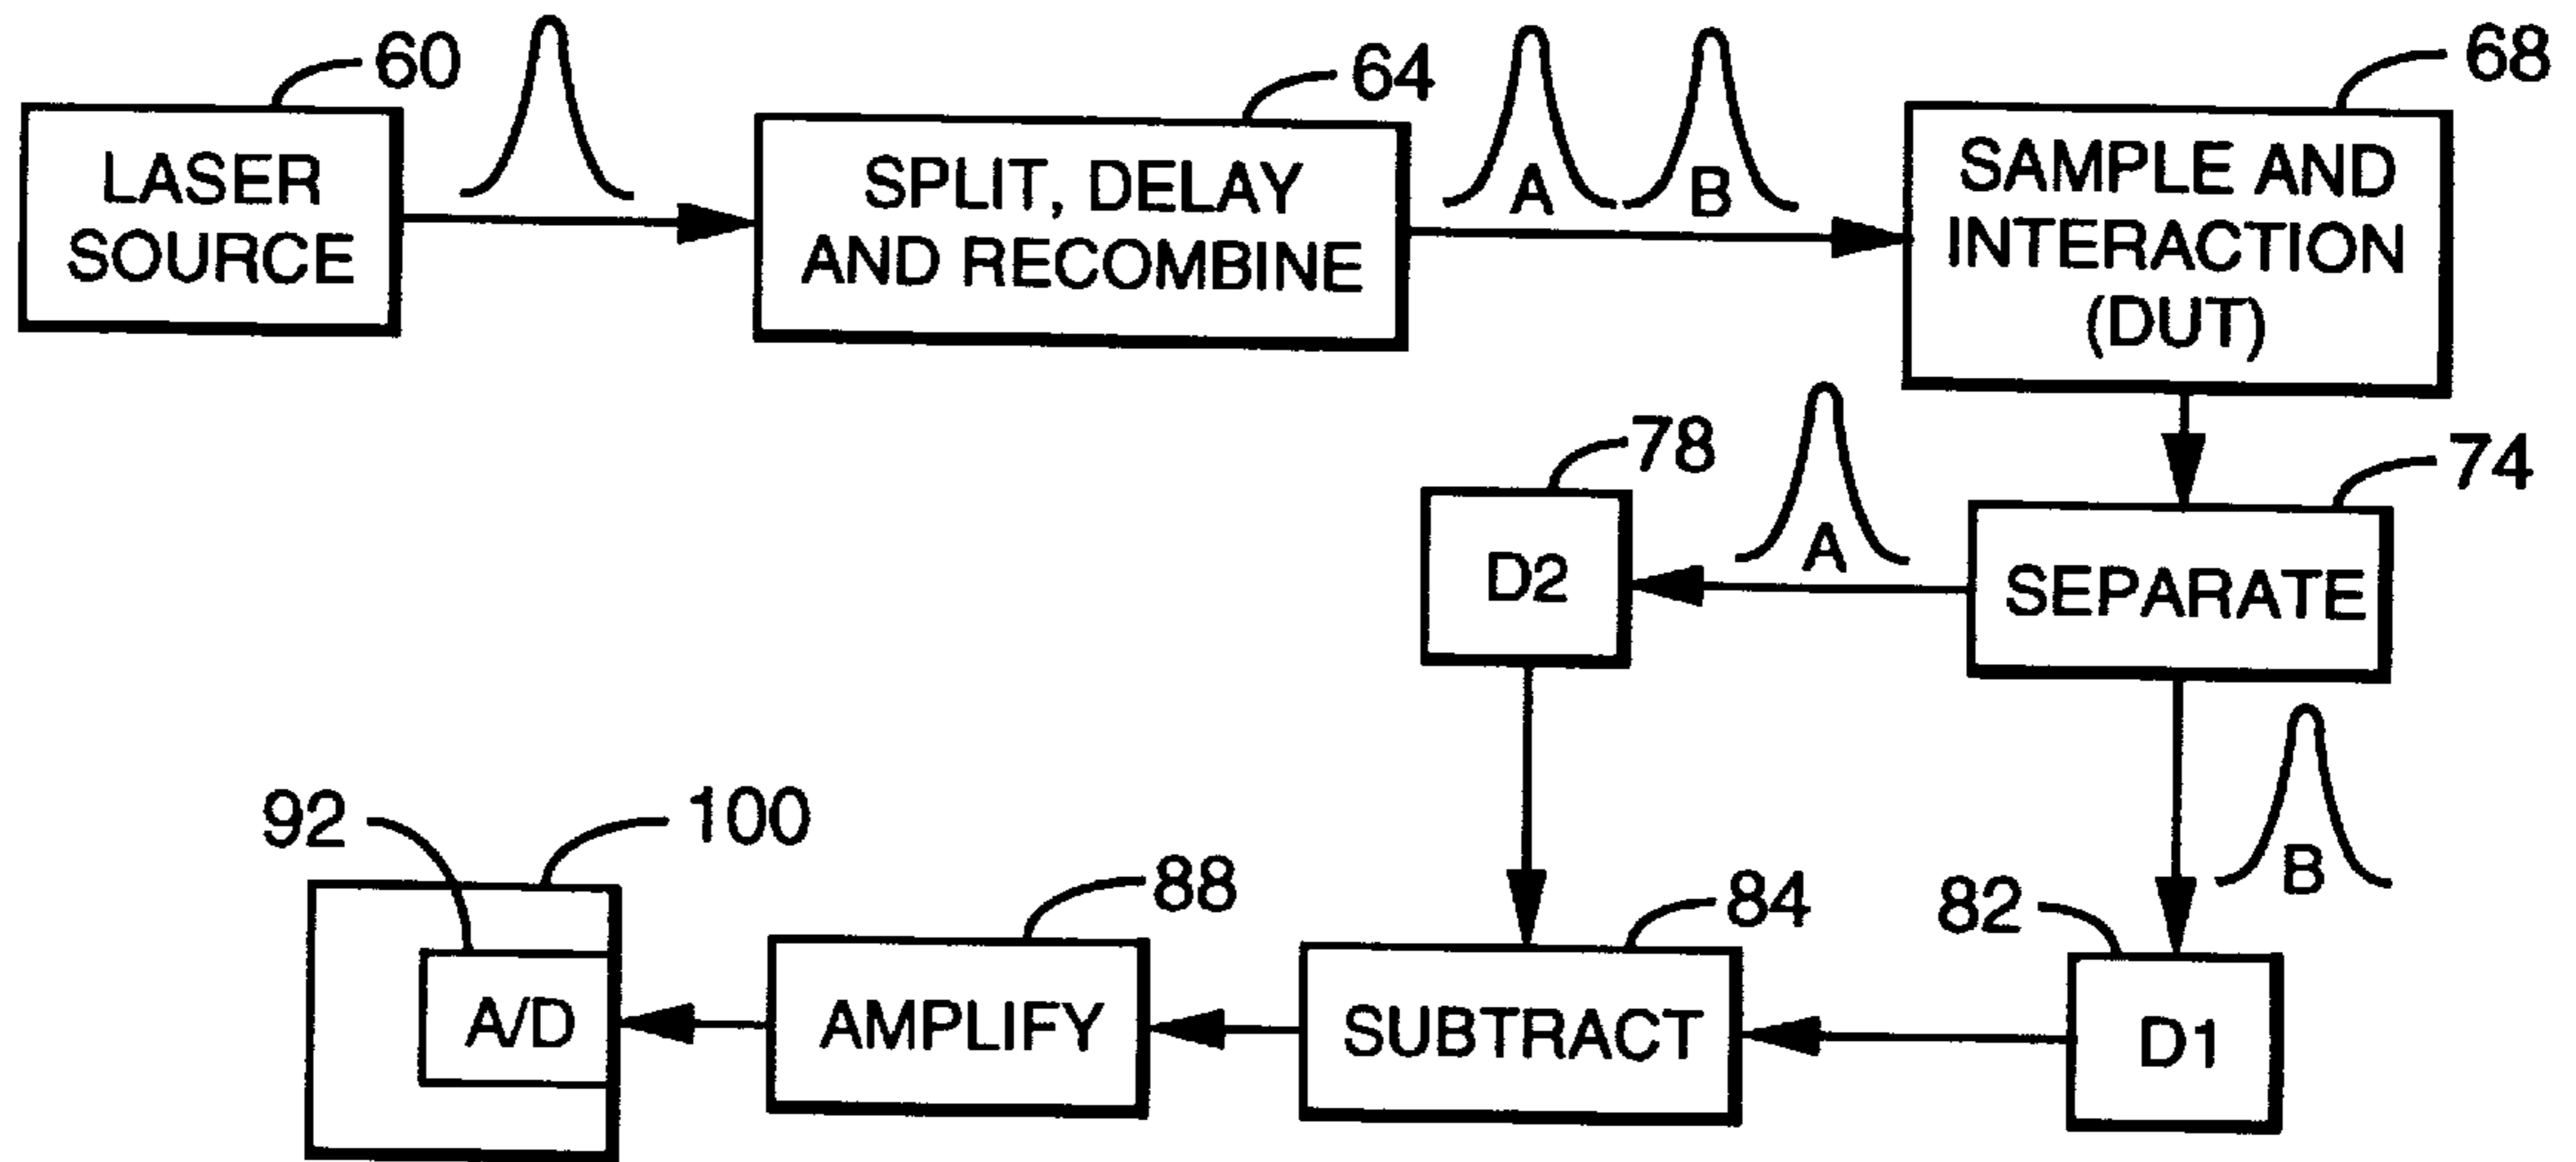 60
64
68
LASER
SOURCE
SPLIT, DELAY
AND RECOMBINE
A
B
SAMPLE AND
INTERACTION
(DUT)
78
74
D2
A
SEPARATE
B
92
100
88
84
82
A/D
AMPLIFY
SUBTRACT
D1